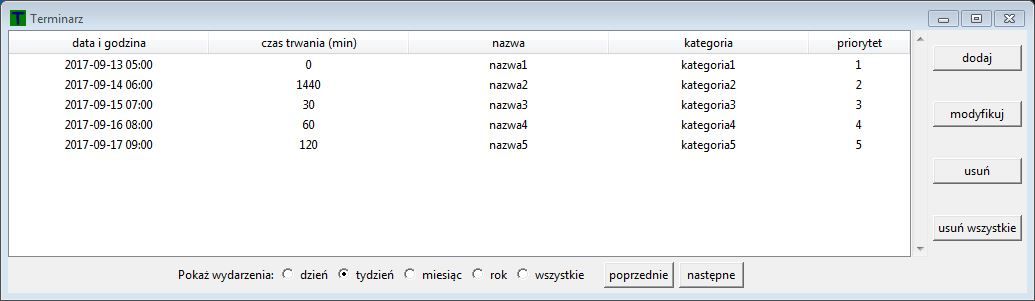 T Terminarz
data i godzina czas trwania (min) nazwa kategoria priorytet
2017-09-13 05:00 0 nazwa1 kategoria1 1
2017-09-14 06:00 1440 nazwa2 kategoria2 2
2017-09-15 07:00 30 nazwa3 kategoria3 3
2017-09-16 08:00 60 nazwa4 kategoria4 4
2017-09-17 09:00 120 nazwa5 kategoria5 5
dodaj
modyfikuj
usuń
usuń wszystkie
Pokaż wydarzenia: dzień tydzień miesiąc rok wszystkie poprzednie następne